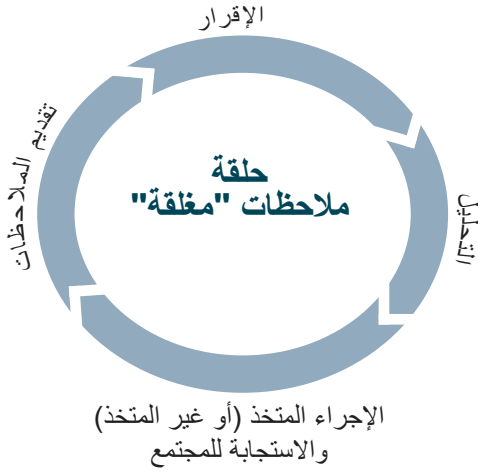 الإقرار
تقديم الملاحظات
حلقة
ملاحظات "مغلقة"
التحليل
الإجراء المتخذ (أو غير المتخذ)
والاستجابة للمجتمع